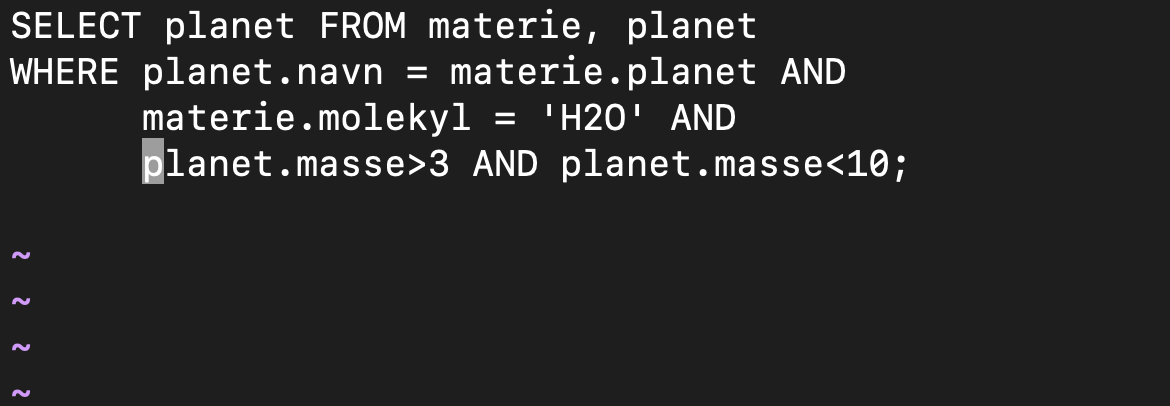 SELECT planet FROM materie, planet
WHERE planet.navn = materie.planet AND
      materie.molekyl = 'H2O' AND
      planet.masse>3 AND planet.masse<10;
~
~
~
~